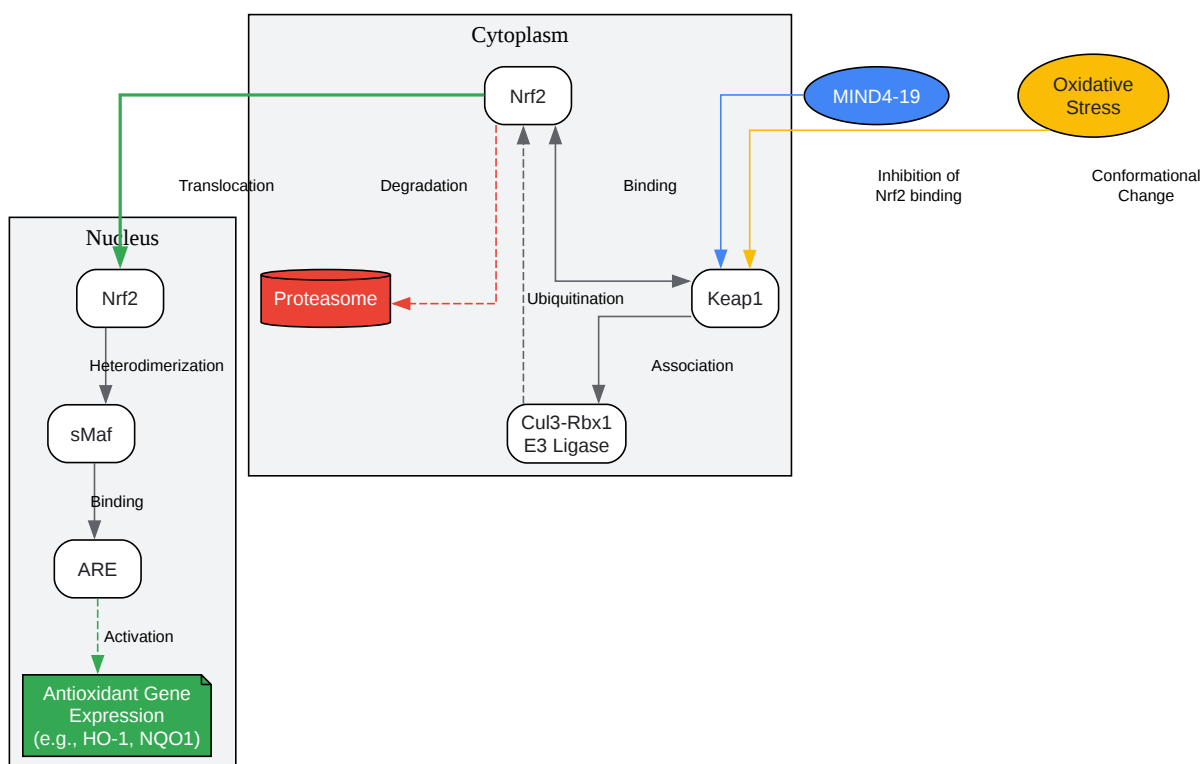 Cytoplasm
Nrf2
MIND4-19
Oxidative
Stress
Translocation
Degradation
Binding
Inhibition of
Nrf2 binding
Conformational
Change
Nucleus
Nrf2
Proteasome
Ubiquitination
Keap1
Heterodimerization
Association
sMaf
Cul3-Rbx1
E3 Ligase
Binding
ARE
Activation
Antioxidant Gene
Expression
(e.g., HO-1, NQO1)